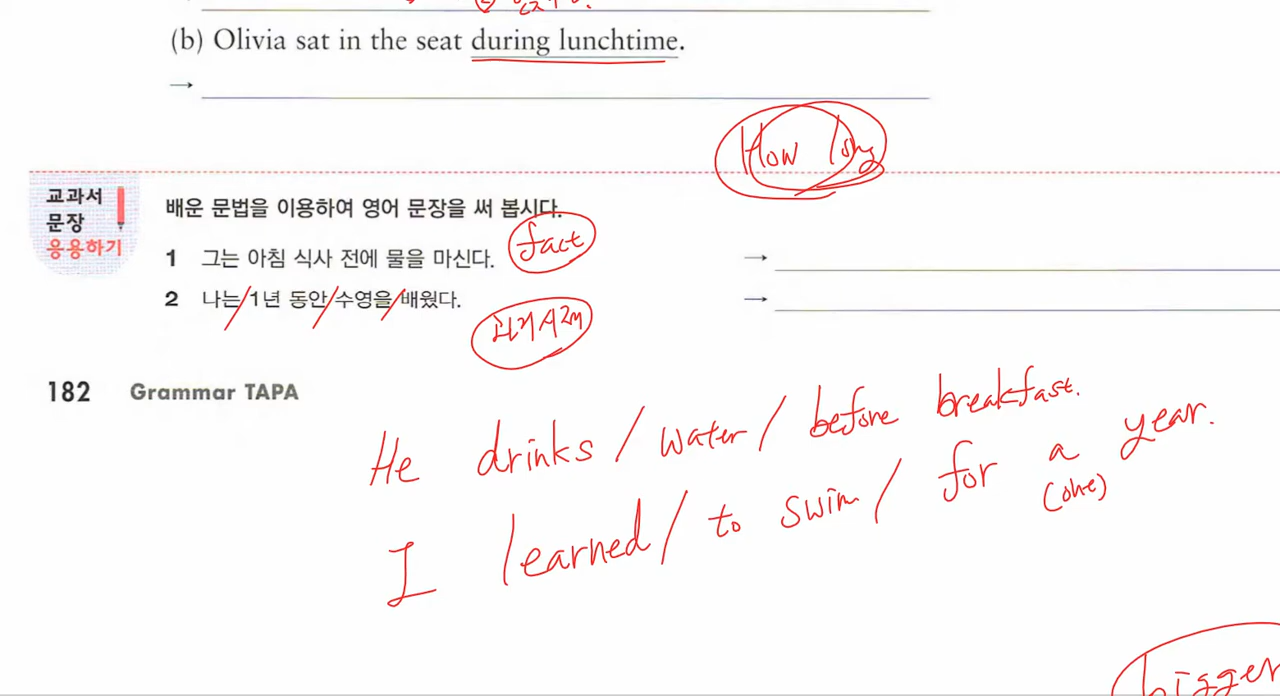 (b) Olivia sat in the seat during lunchtime.
→
How long
교과서
문장
응용하기
배운 문법을 이용하여 영어 문장을 써 봅시다.
1 그는 아침 식사 전에 물을 마신다. fact →
2 나는/1년 동안/수영을/배웠다. 과거시제 →
182 Grammar TAPA
He drinks / water / before breakfast.
I learned / to swim / for a year.
(one)
bigger